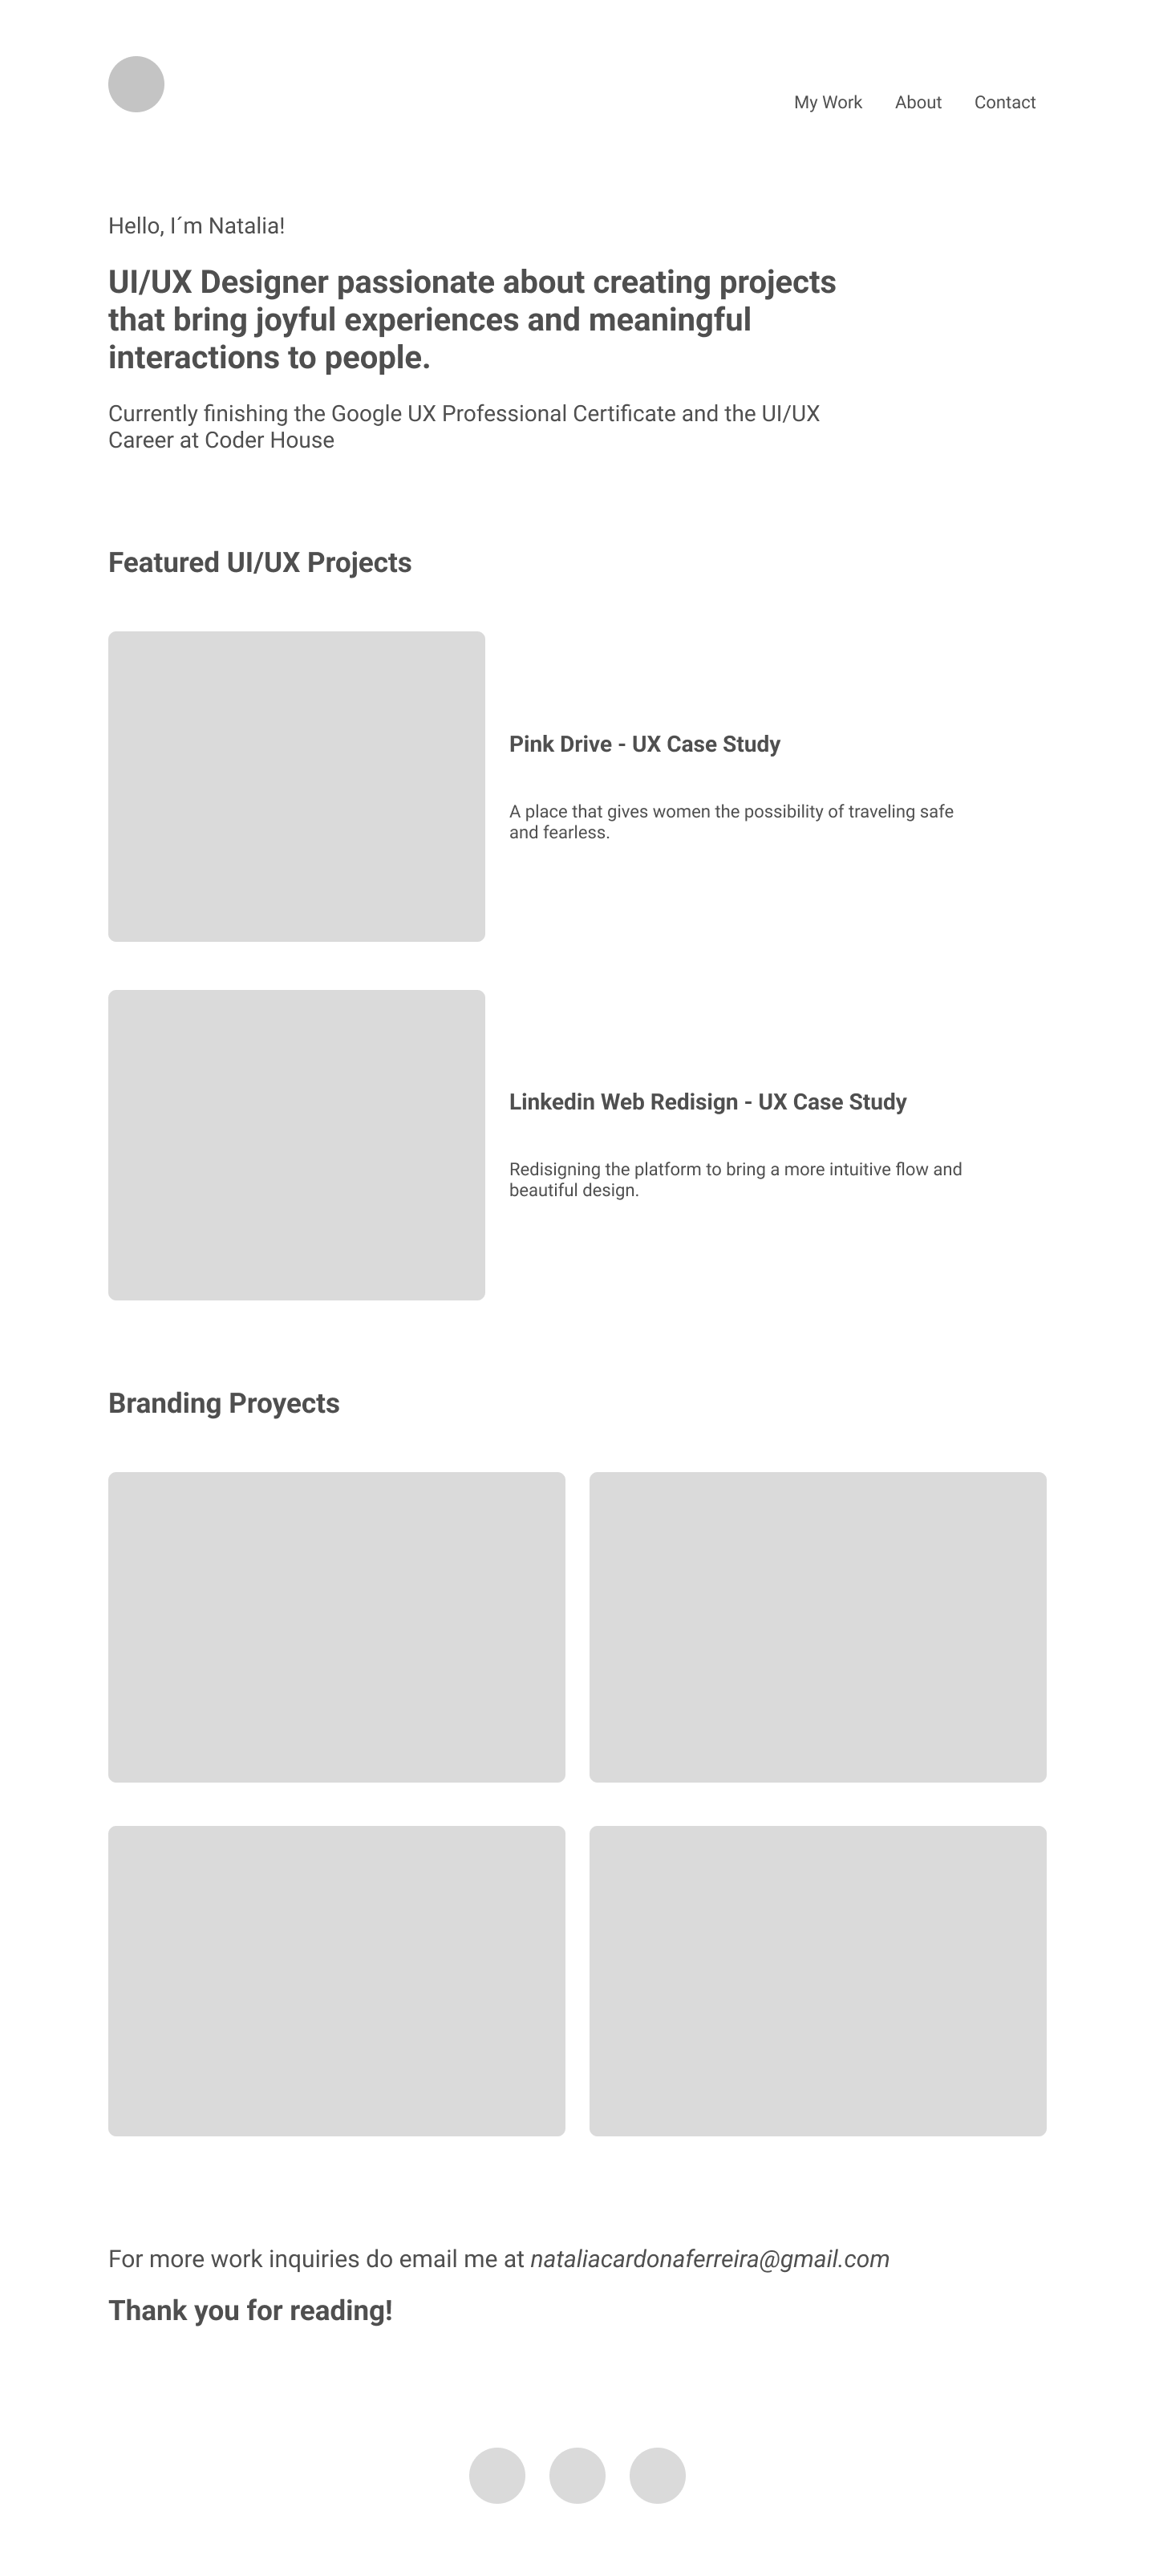 My Work About Contact
Hello, I´m Natalia!
UI/UX Designer passionate about creating projects
that bring joyful experiences and meaningful
interactions to people.
Currently finishing the Google UX Professional Certificate and the UI/UX
Career at Coder House
Featured UI/UX Projects
Pink Drive - UX Case Study
A place that gives women the possibility of traveling safe
and fearless.
Linkedin Web Redisign - UX Case Study
Redisigning the platform to bring a more intuitive flow and
beautiful design.
Branding Proyects
For more work inquiries do email me at nataliacardonaferreira@gmail.com
Thank you for reading!